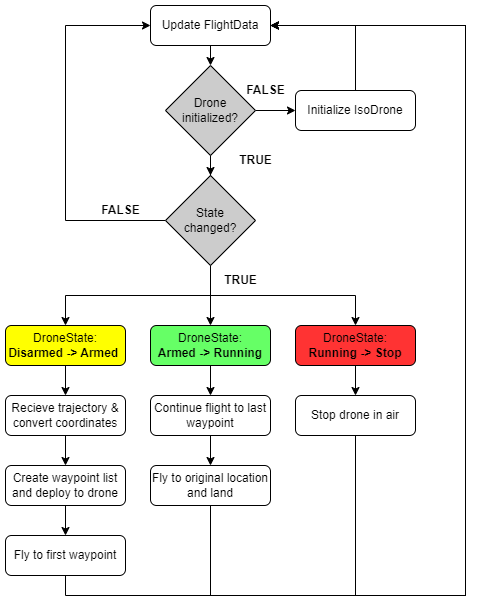 Update FlightData
Drone
initialized?
FALSE
Initialize IsoDrone
TRUE
State
changed?
FALSE
TRUE
DroneState:
Disarmed -> Armed
DroneState:
Armed -> Running
DroneState:
Running -> Stop
Recieve trajectory &
convert coordinates
Continue flight to last
waypoint
Stop drone in air
Create waypoint list
and deploy to drone
Fly to original location
and land
Fly to first waypoint